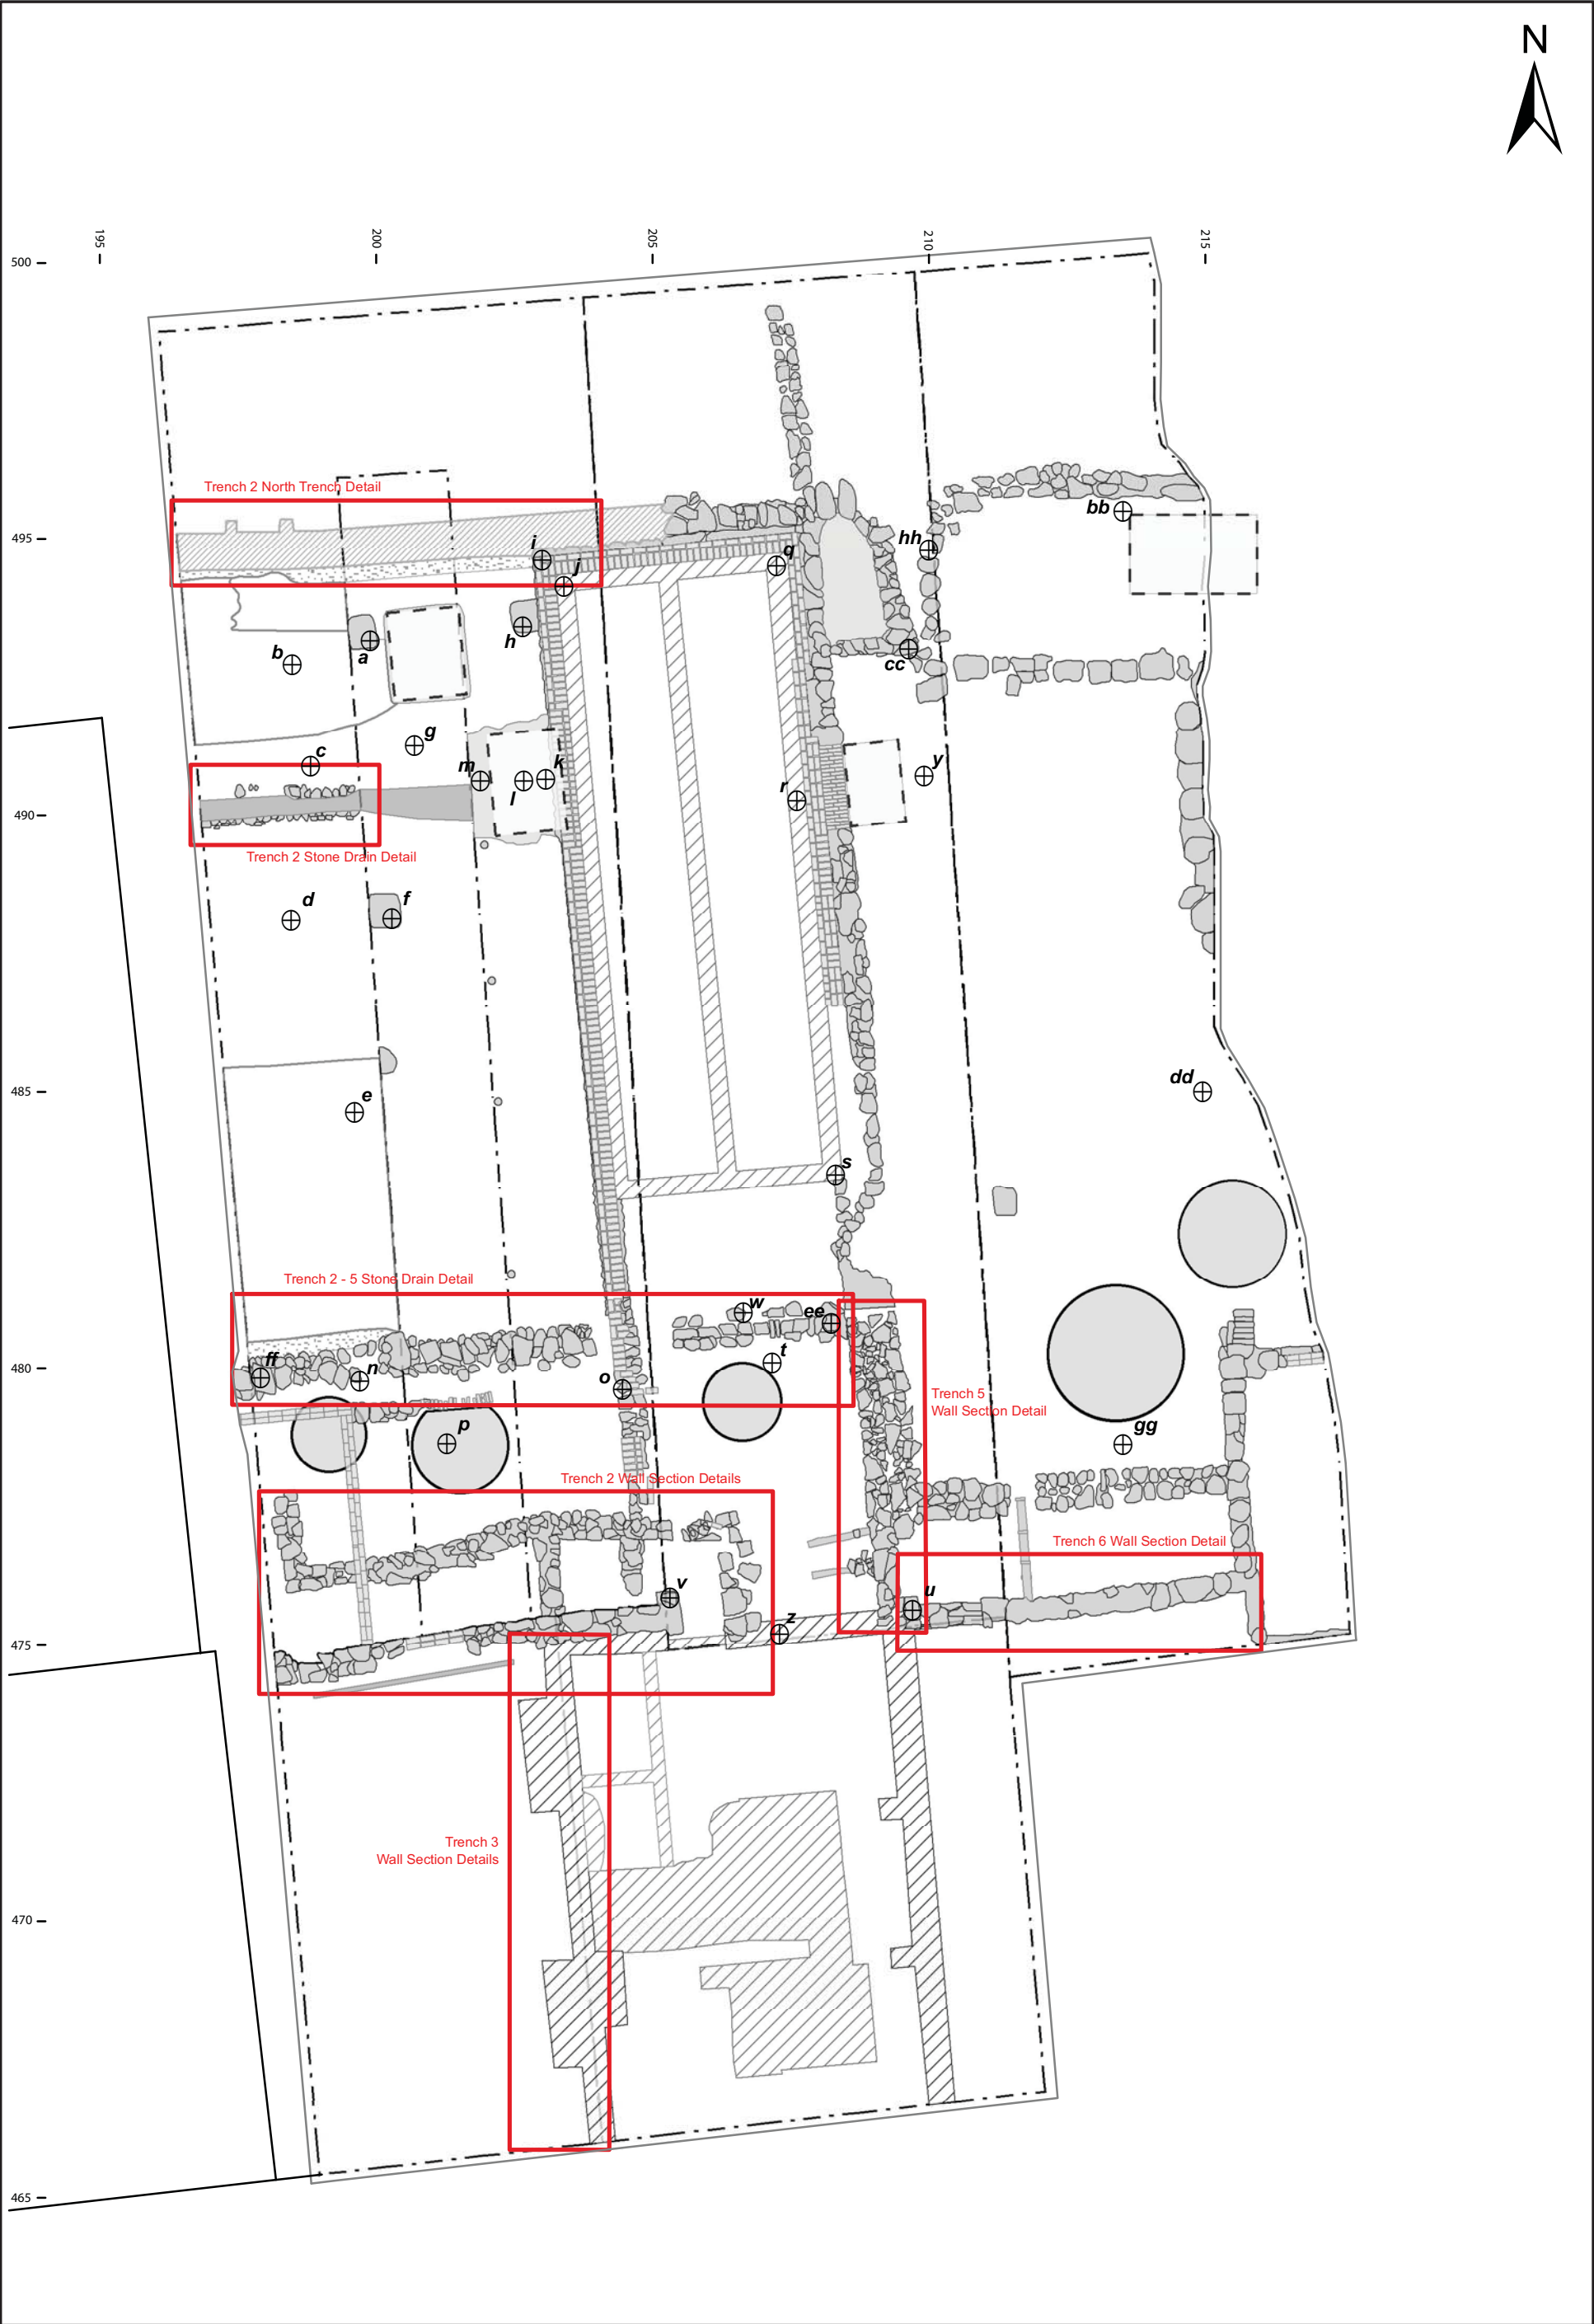 N
195
200
205
210
215
500
Trench 2 North Trench Detail
bb
495
i
hh
q
j
h
b
a
cc
g
c
m
k
y
l
r
490
Trench 2 Stone Drain Detail
d
f
dd
485
e
s
Trench 2 - 5 Stone Drain Detail
w
ee
t
480
ff
n
o
Trench 5
Wall Section Detail
p
gg
Trench 2 Wall Section Details
Trench 6 Wall Section Detail
v
u
z
475
Trench 3
Wall Section Details
470
465